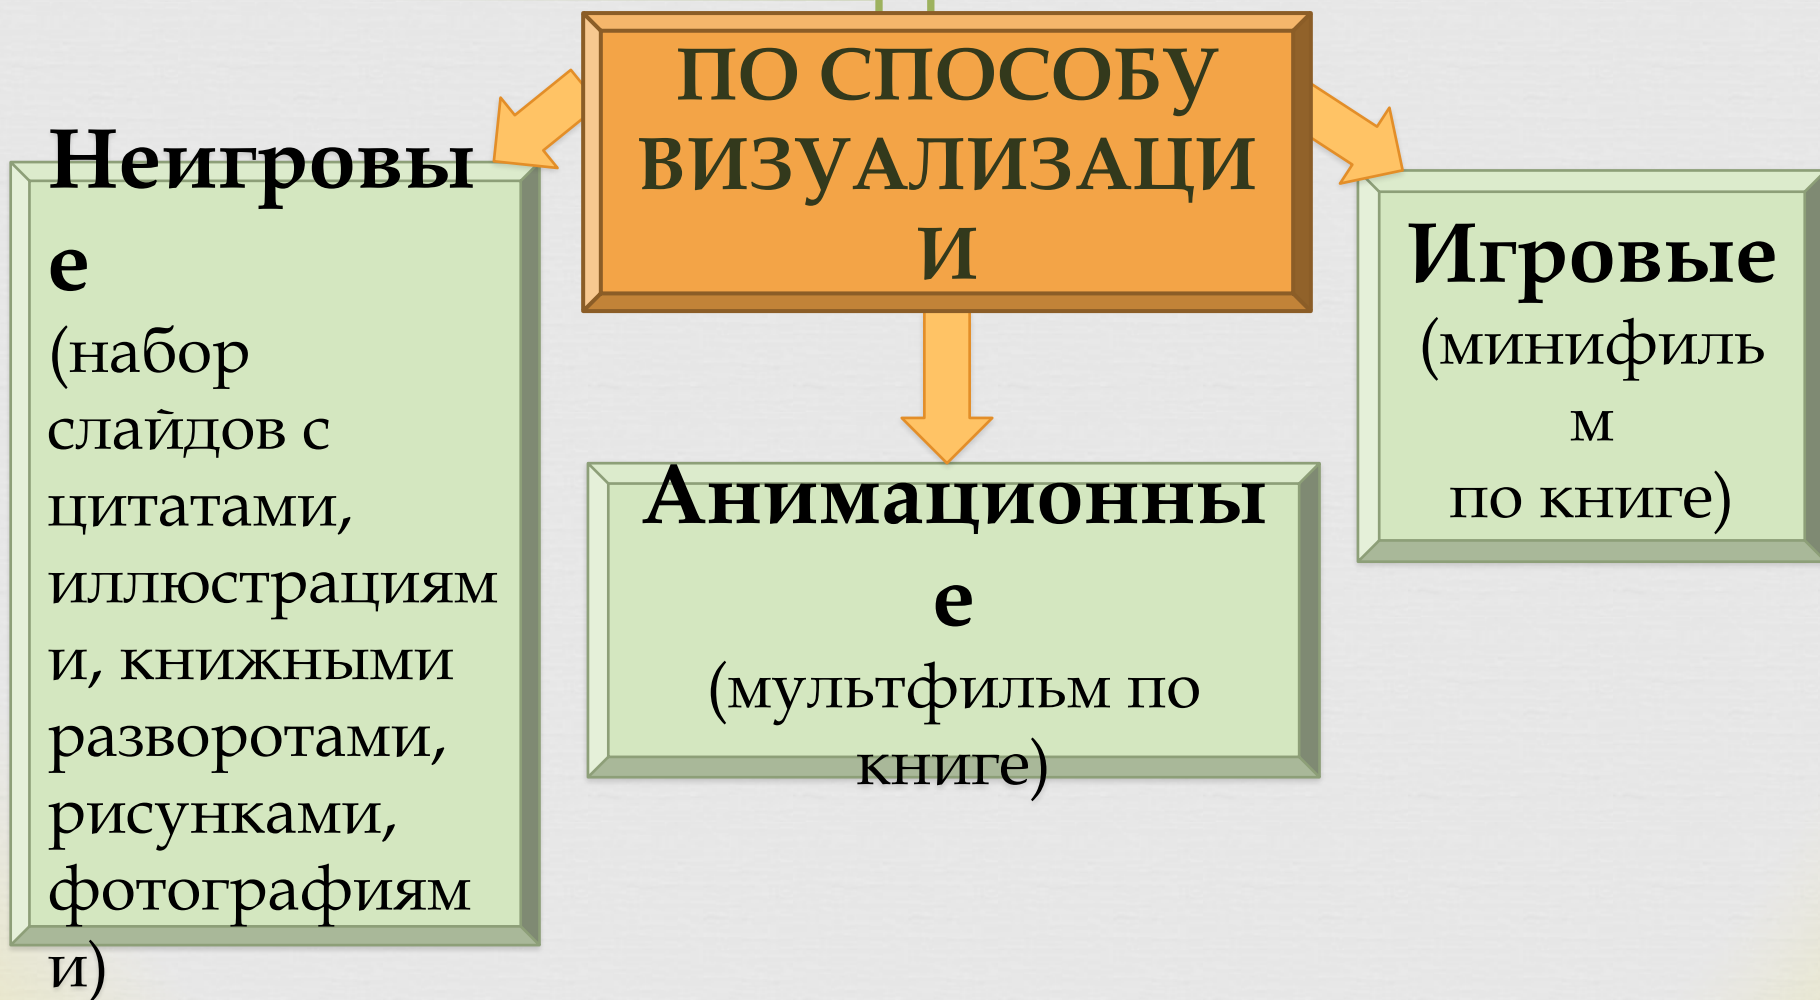 ПО СПОСОБУ
ВИЗУАЛИЗАЦИ
И
Неигровы
е
(набор
слайдов с
цитатами,
иллюстрациям
и, книжными
разворотами,
рисунками,
фотографиям
и)
Анимационны
е
(мультфильм по
книге)
Игровые
(минифиль
м
по книге)